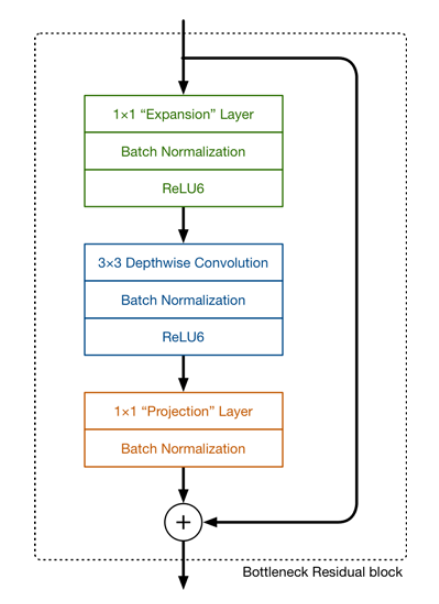 1×1 “Expansion” Layer
Batch Normalization
ReLU6
3×3 Depthwise Convolution
Batch Normalization
ReLU6
1×1 “Projection” Layer
Batch Normalization
+
Bottleneck Residual block